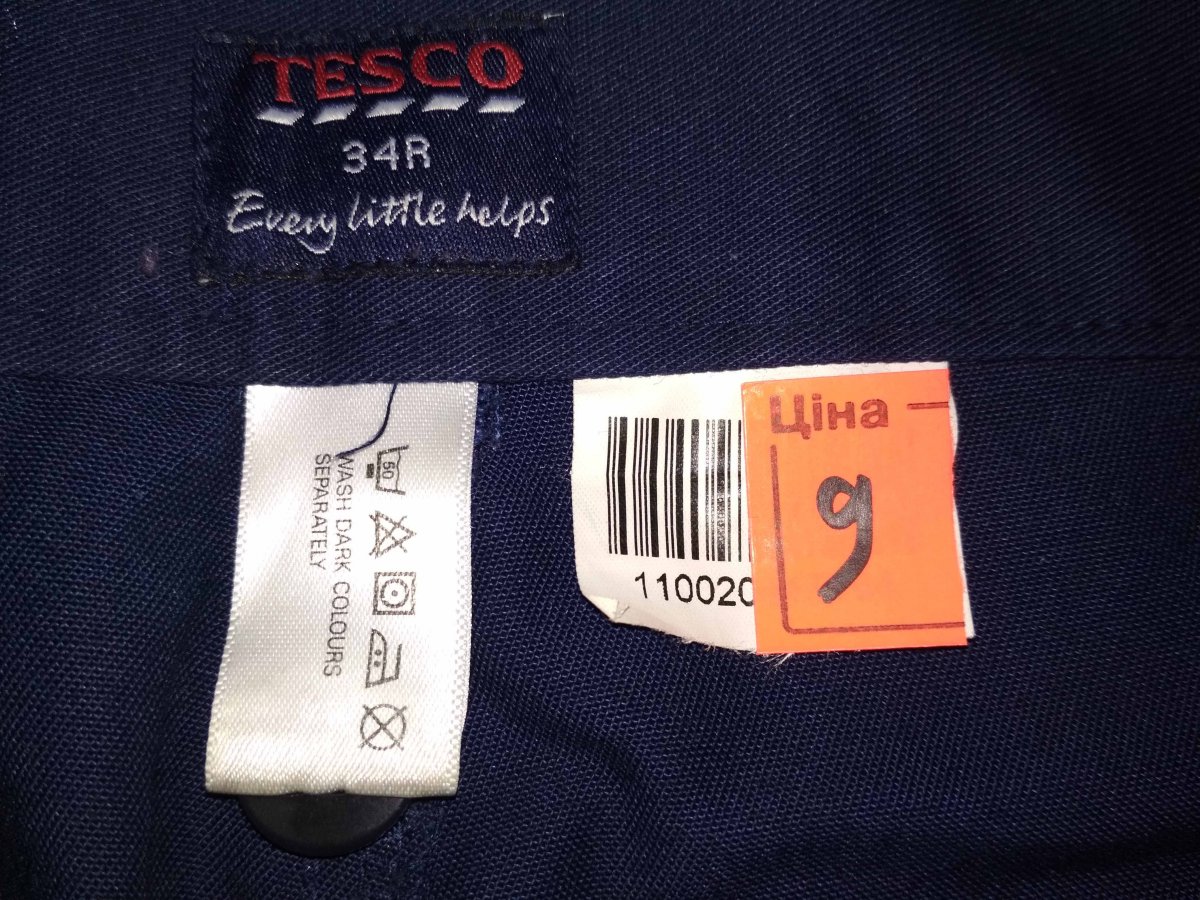 TESCO
34R
Every little helps
50
WASH DARK COLOURS
SEPARATELY
110020
Ціна
9